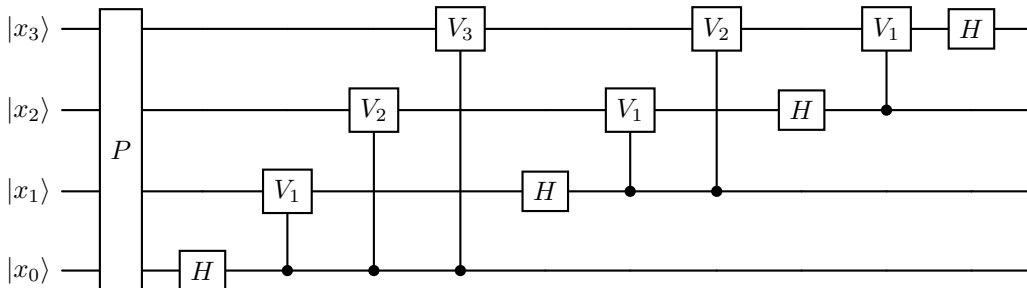 |x₃⟩ V₃ V₂ V₁ H
|x₂⟩ V₂ V₁ H
P
|x₁⟩ V₁ H
|x₀⟩ H